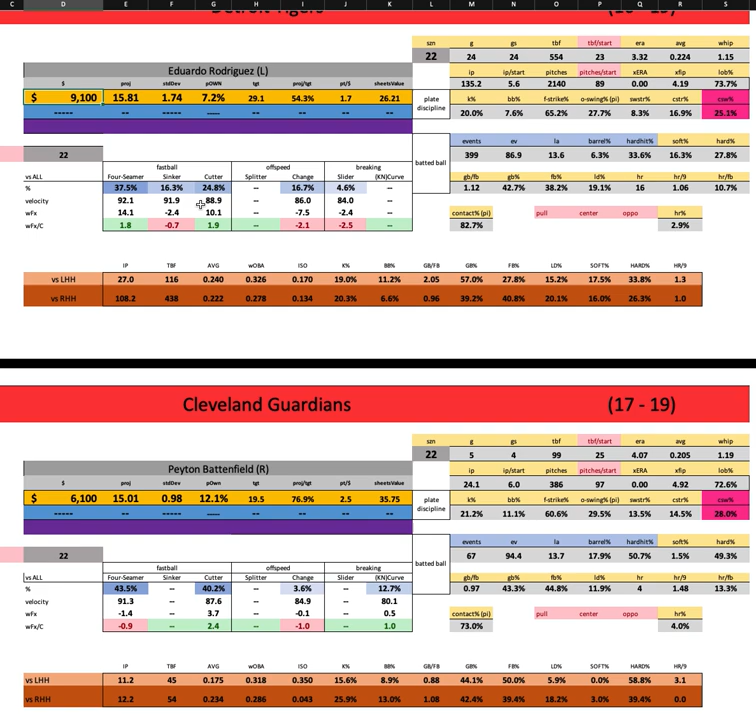 C D E F G H I J K L M N O P Q R S
Detroit Tigers
szn g gs tbf tbf/start era avg whip
22 24 24 554 23 3.32 0.224 1.15
Eduardo Rodriguez (L) ip ip/start pitches pitches/start xERA xfip lob%
$ proj stdDev pOWN tgt proj/tgt pt/$ sheetsValue 135.2 5.6 2140 89 0.00 4.19 73.7%
$ 9,100 15.81 1.74 7.2% 29.1 54.3% 1.7 26.21 plate discipline k% bb% f-strike% o-swing% (pi) swstr% cstr% csw%
----- -- -- ___ -- -- -- -- 20.0% 7.6% 65.2% 27.7% 8.3% 16.9% 25.1%
events ev la barrel% hardhit% soft% hard%
22 batted ball 399 86.9 13.6 6.3% 33.6% 16.3% 27.8%
fastball offspeed breaking gb/fb gb% fb% ld% hr hr/9 hr/fb
vs ALL Four-Seamer Sinker Cutter Splitter Change Slider (KN)Curve
% 37.5% 16.3% 24.8% -- 16.7% 4.6% -- 1.12 42.7% 38.2% 19.1% 16 1.06 10.7%
velocity 92.1 91.9 88.9 -- 86.0 84.0 --
wFx 14.1 -2.4 10.1 -- -7.5 -2.4 -- contact% (pi) pull center oppo hr%
wFx/C 1.8 -0.7 1.9 -- -2.1 -2.5 -- 82.7% 2.9%
IP TBF AVG wOBA ISO K% BB% GB/FB GB% FB% LD% SOFT% HARD% HR/9
vs LHH 27.0 116 0.240 0.326 0.170 19.0% 11.2% 2.05 57.0% 27.8% 15.2% 17.5% 33.8% 1.3
vs RHH 108.2 438 0.222 0.278 0.134 20.3% 6.6% 0.96 39.2% 40.8% 20.1% 16.0% 26.3% 1.0
Cleveland Guardians (17 - 19)
szn g gs tbf tbf/start era avg whip
22 5 4 99 25 4.07 0.205 1.19
Peyton Battenfield (R) ip ip/start pitches pitches/start xERA xfip lob%
$ proj stdDev pOwn tgt proj/tgt pt/$ sheetsValue 24.1 6.0 386 97 0.00 4.92 72.6%
$ 6,100 15.01 0.98 12.1% 19.5 76.9% 2.5 35.75 plate discipline k% bb% f-strike% o-swing% (pi) swstr% cstr% csw%
----- -- -- ___ -- -- -- -- 21.2% 11.1% 60.6% 29.5% 13.5% 14.5% 28.0%
events ev la barrel% hardhit% soft% hard%
22 batted ball 67 94.4 13.7 17.9% 50.7% 1.5% 49.3%
fastball offspeed breaking
vs ALL Four-Seamer Sinker Cutter Splitter Change Slider (KN)Curve gb/fb gb% fb% ld% hr hr/9 hr/fb
% 43.5% -- 40.2% -- 3.6% -- 12.7% 0.97 43.3% 44.8% 11.9% 4 1.48 13.3%
velocity 91.3 -- 87.6 -- 84.9 -- 80.1
wFx -1.4 -- 3.7 -- -0.1 -- 0.5 contact% (pi) pull center oppo hr%
wFx/C -0.9 -- 2.4 -- -1.0 -- 1.0 73.0% 4.0%
IP TBF AVG wOBA ISO K% BB% GB/FB GB% FB% LD% SOFT% HARD% HR/9
vs LHH 11.2 45 0.175 0.318 0.350 15.6% 8.9% 0.88 44.1% 50.0% 5.9% 0.0% 58.8% 3.1
vs RHH 12.2 54 0.234 0.286 0.043 25.9% 13.0% 1.08 42.4% 39.4% 18.2% 3.0% 39.4% 0.0